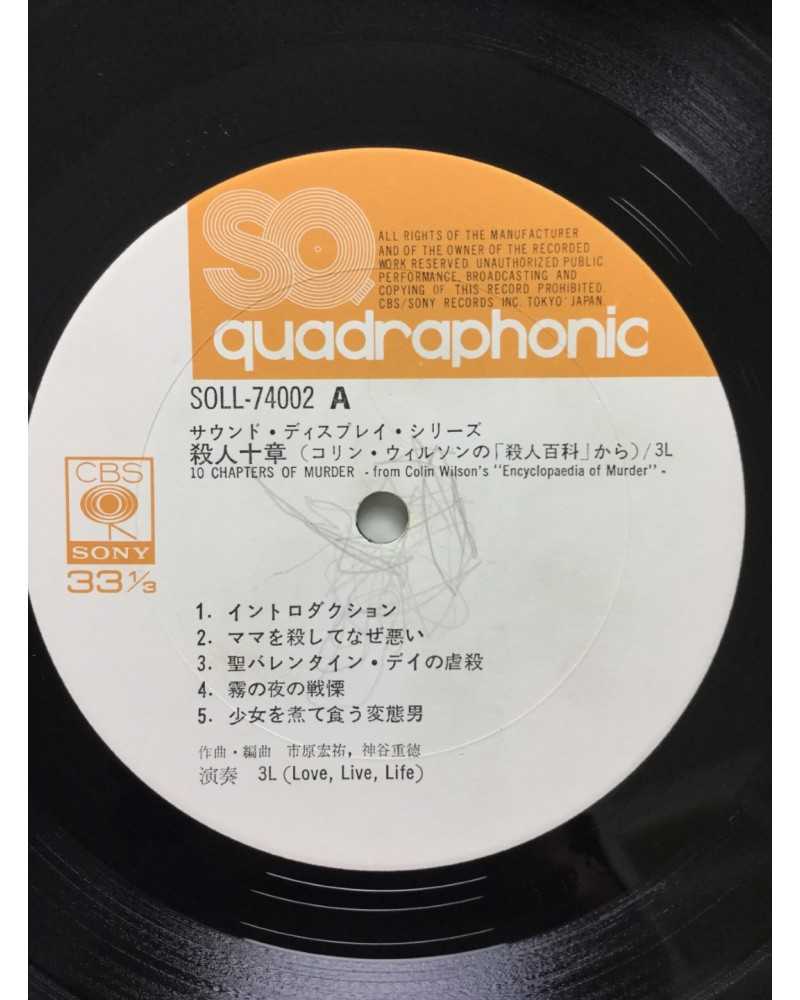 SQ
ALL RIGHTS OF THE MANUFACTURER
AND OF THE OWNER OF THE RECORDED
WORK RESERVED. UNAUTHORIZED PUBLIC
PERFORMANCE, BROADCASTING AND
COPYING OF THIS RECORD PROHIBITED.
CBS/SONY RECORDS INC. TOKYO JAPAN
quadraphonic
SOLL-74002 A
サウンド・ディスプレイ・シリーズ
殺人十章(コリン・ウィルソンの「殺人百科」から)/3L
10 CHAPTERS OF MURDER - from Colin Wilson's "Encyclopaedia of Murder" -
CBS
SONY
33 1/3
1. イントロダクション
2. ママを殺してなぜ悪い
3. 聖バレンタイン・デイの虐殺
4. 霧の夜の戦慄
5. 少女を煮て食う変態男
作曲・編曲 市原宏祐, 神谷重徳
演奏 3L (Love, Live, Life)